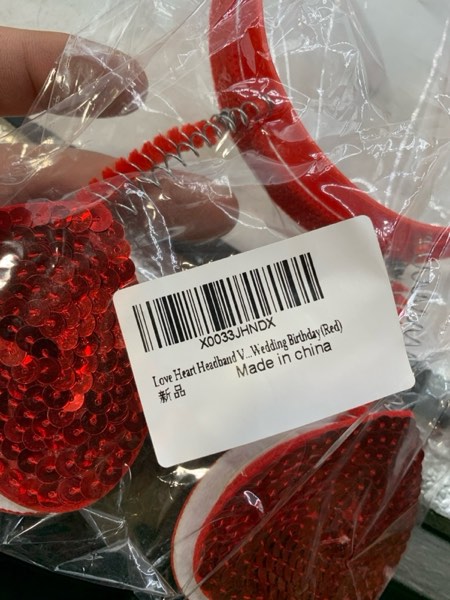 X0033JHNDX
Love Heart Headband V...Wedding Birthday(Red)
新品
Made in china